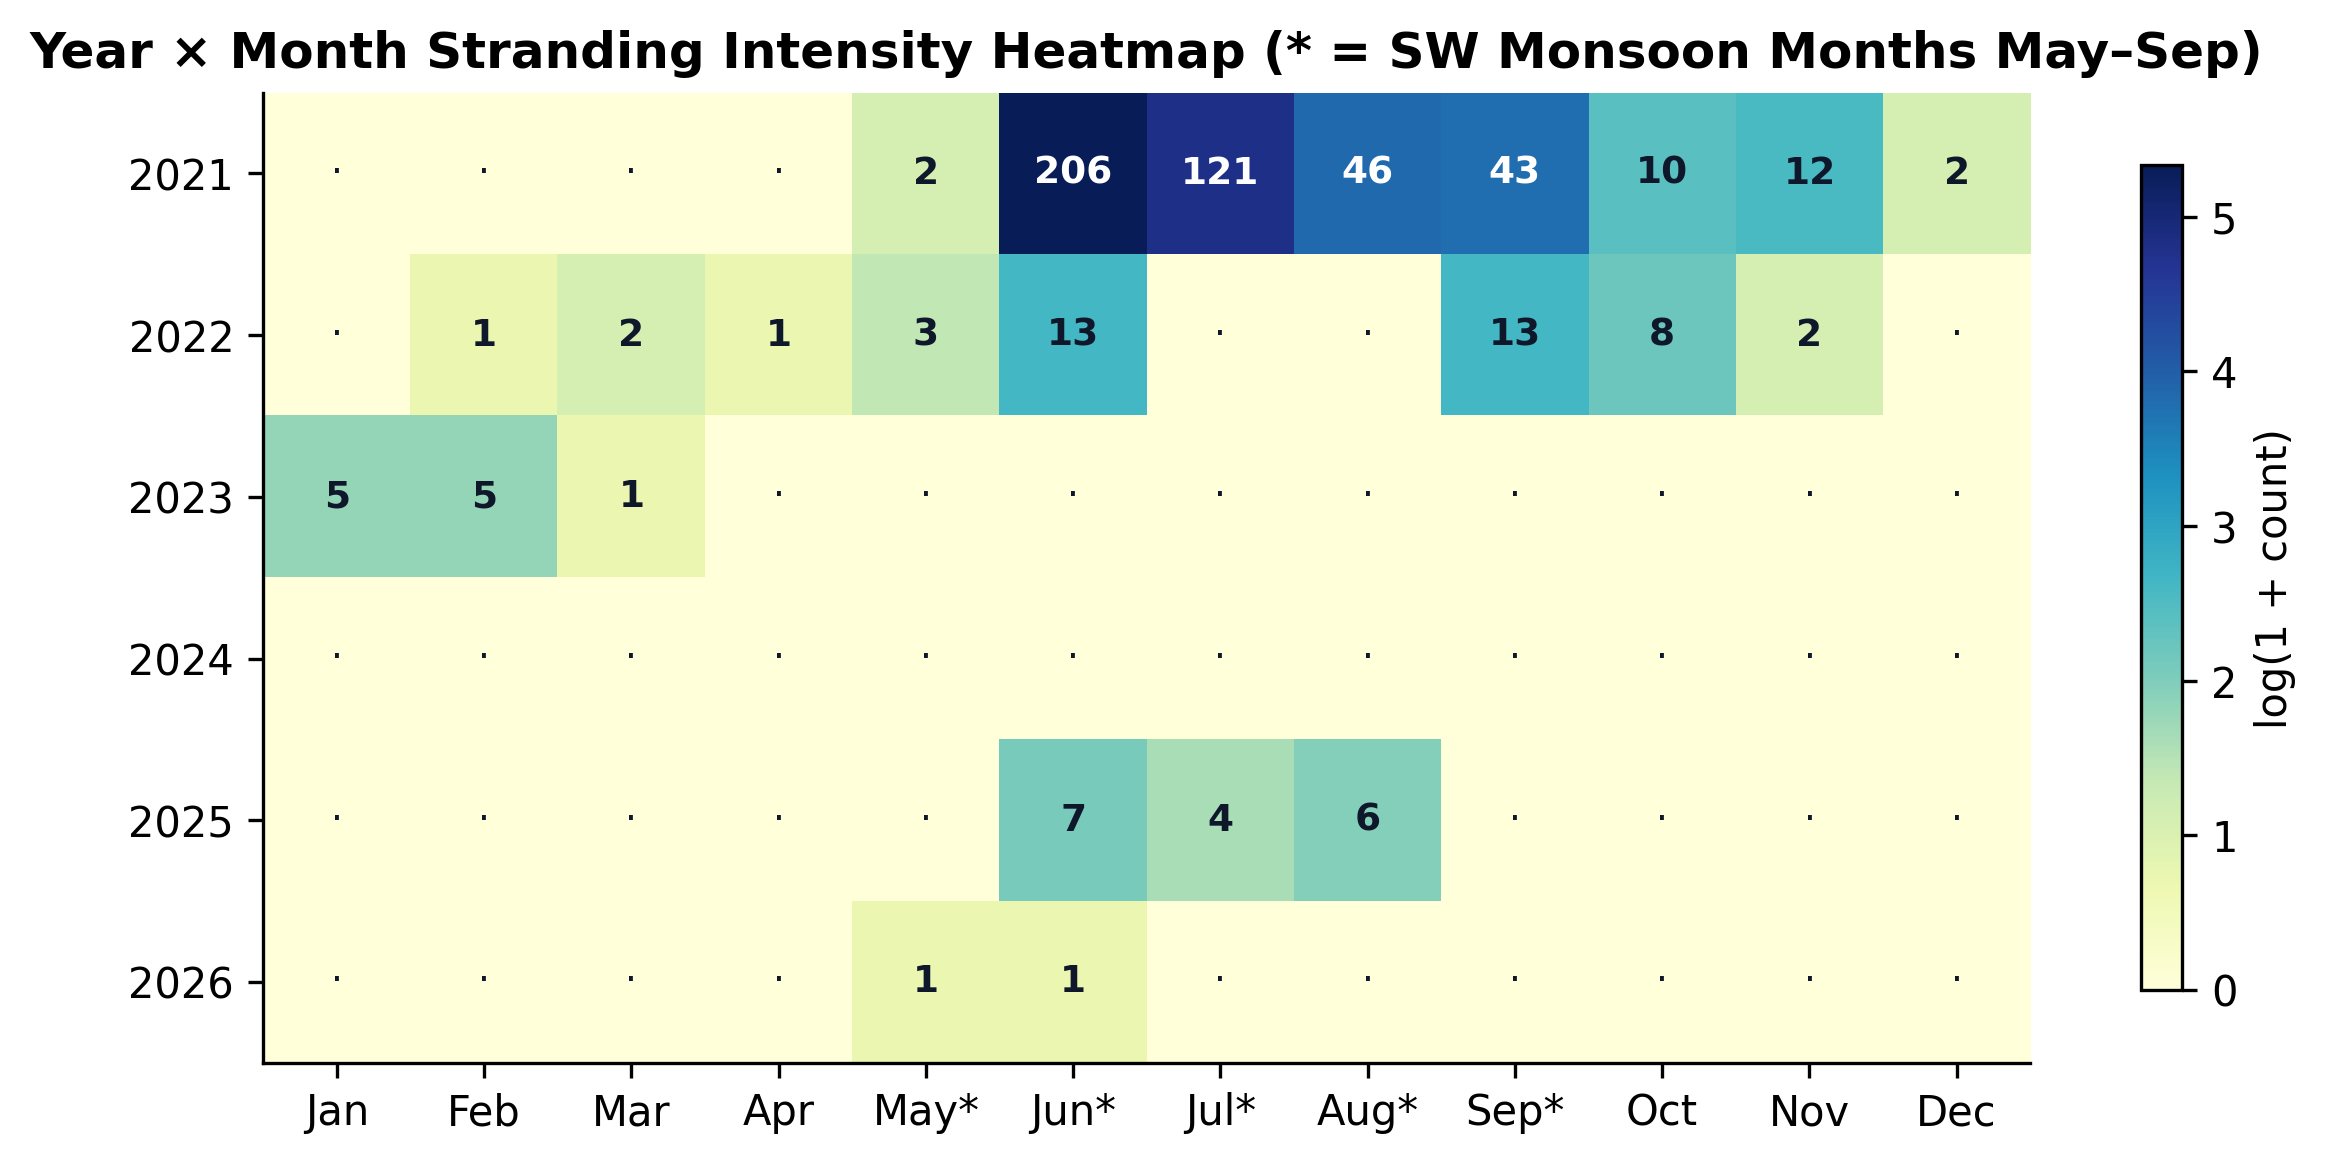 Year × Month Stranding Intensity Heatmap (* = SW Monsoon Months May–Sep)
2021 · · · · 2 206 121 46 43 10 12 2
2022 · 1 2 1 3 13 · · 13 8 2 ·
2023 5 5 1 · · · · · · · · ·
2024 · · · · · · · · · · · ·
2025 · · · · · 7 4 6 · · · ·
2026 · · · · 1 1 · · · · · ·
Jan Feb Mar Apr May* Jun* Jul* Aug* Sep* Oct Nov Dec
5
4
3
2
1
0
log(1 + count)